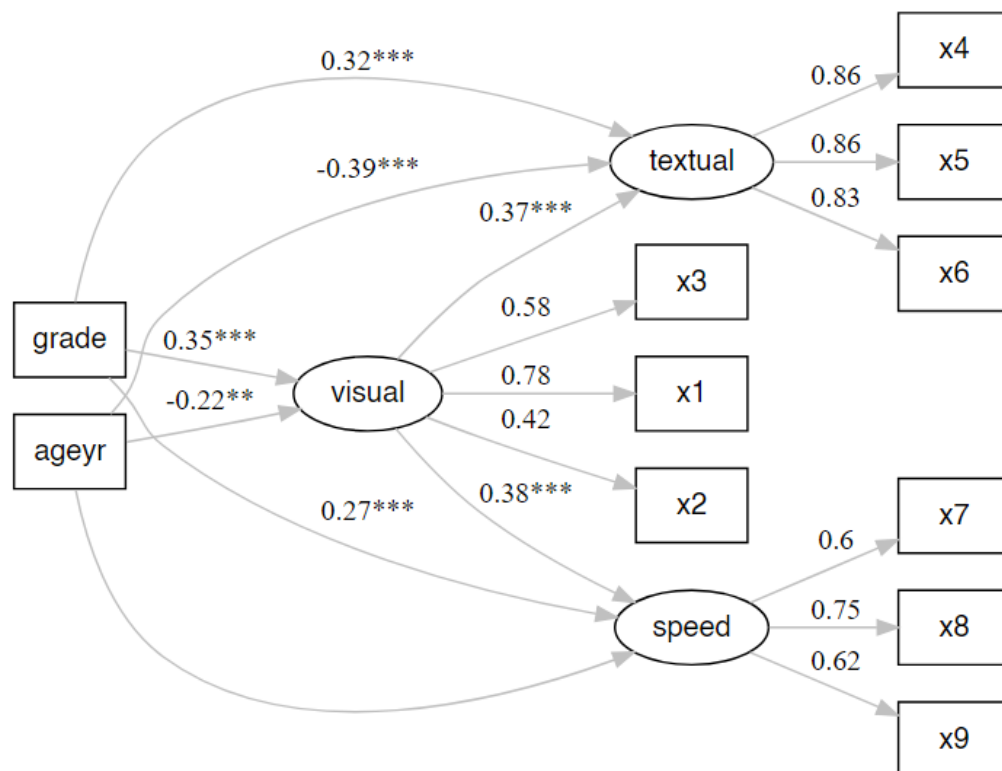 x4
0.32***
0.86
textual
x5
-0.39***
0.86
0.83
0.37***
x6
x3
0.58
grade
0.35***
visual
0.78
x1
-0.22**
0.42
ageyr
x2
0.38***
x7
0.27***
0.6
speed
0.75
x8
0.62
x9